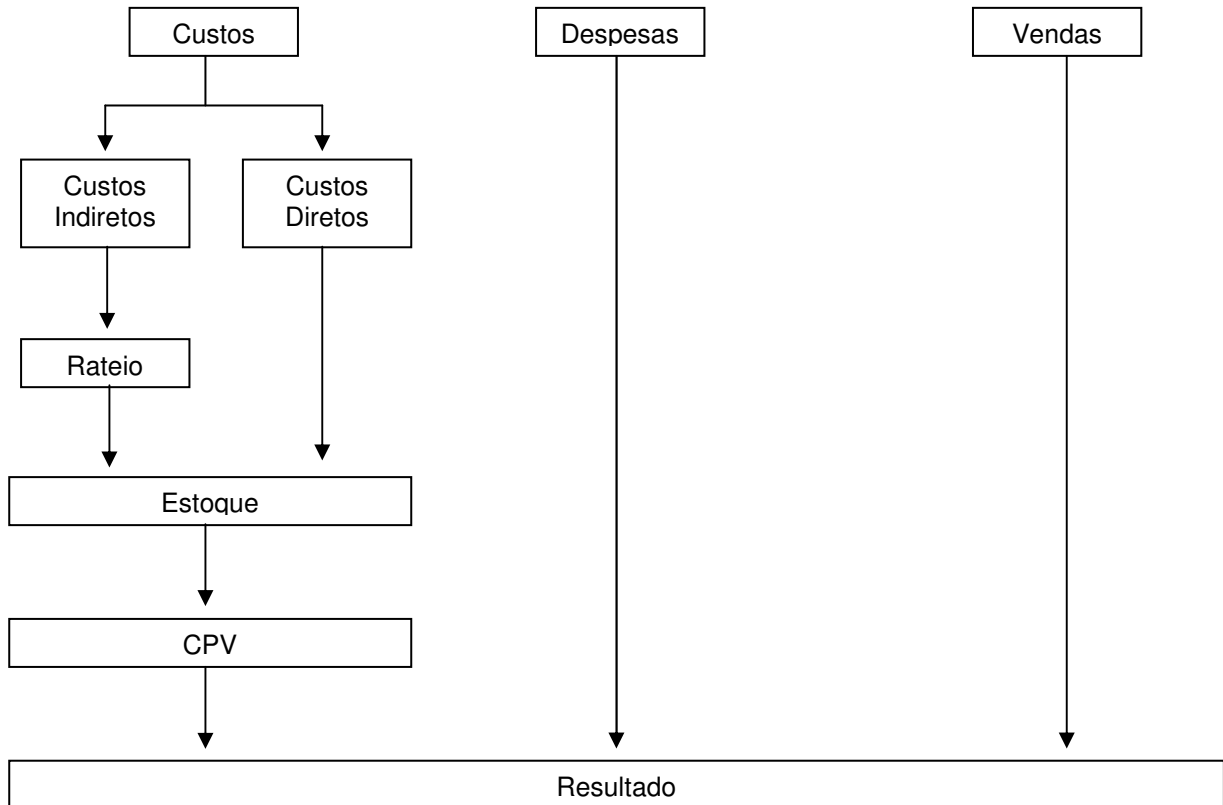 Custos
Despesas
Vendas
Custos
Indiretos
Custos
Diretos
Rateio
Estoque
CPV
Resultado